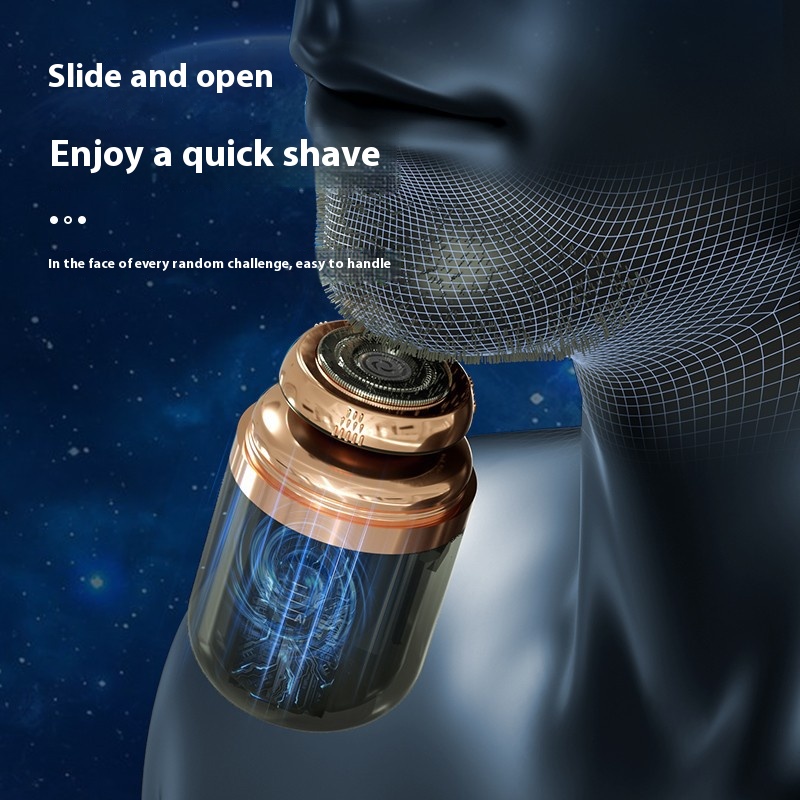 Slide and open
Enjoy a quick shave
In the face of every random challenge, easy to handle